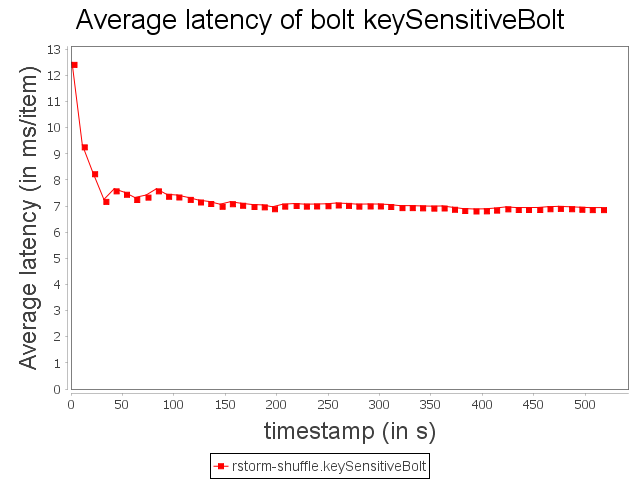 Average latency of bolt keySensitiveBolt
Average latency (in ms/item)
13
12
11
10
9
8
7
6
5
4
3
2
1
0
0 50 100 150 200 250 300 350 400 450 500
timestamp (in s)
rstorm-shuffle.keySensitiveBolt